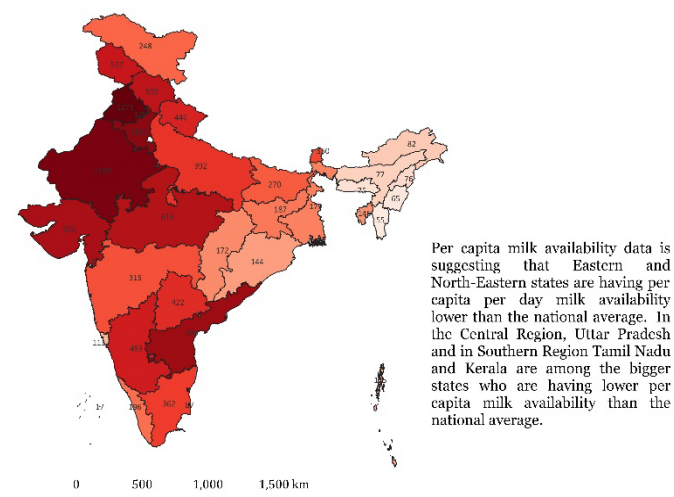 248
537
446
392
82
77
76
65
55
270
187
172
144
315
422
362
Per capita milk availability data is
suggesting that Eastern and
North-Eastern states are having per
capita per day milk availability
lower than the national average. In
the Central Region, Uttar Pradesh
and in Southern Region Tamil Nadu
and Kerala are among the bigger
states who are having lower per
capita milk availability than the
national average.
0 500 1,000 1,500 km